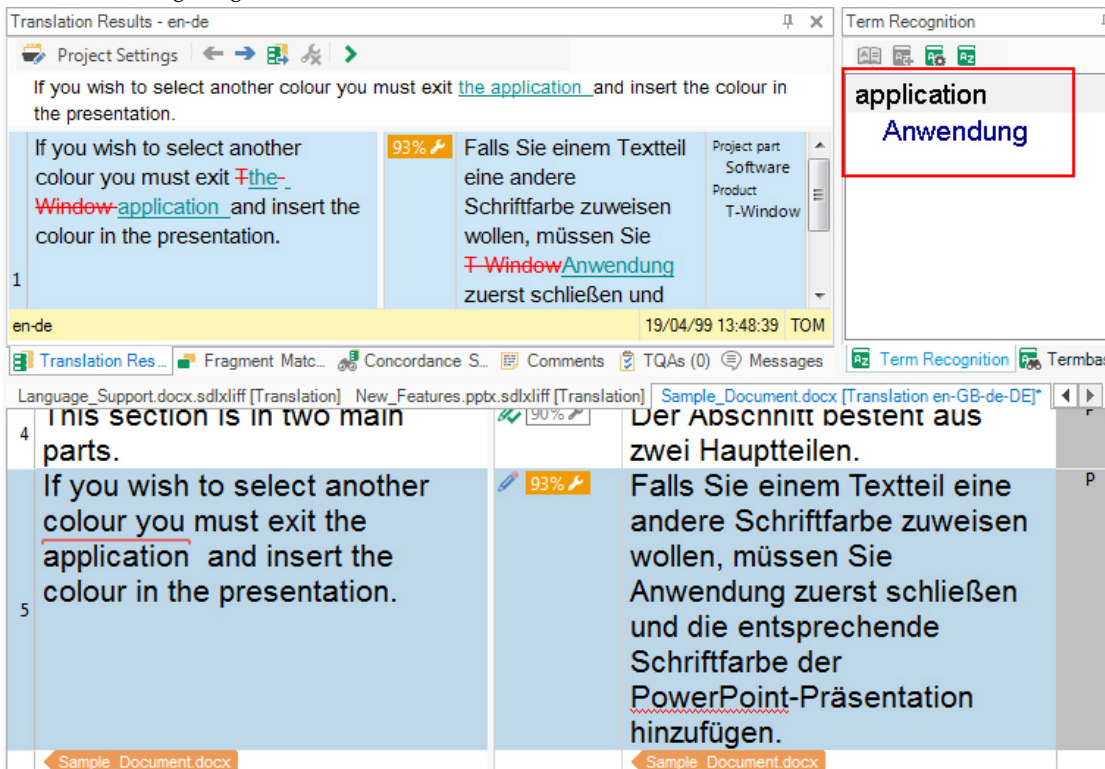 Translation Results - en-de
Project Settings
If you wish to select another colour you must exit the application and insert the colour in
the presentation.
If you wish to select another
colour you must exit Tthe-
Window application and insert the
colour in the presentation.
1
93%
Falls Sie einem Textteil
eine andere
Schriftfarbe zuweisen
wollen, müssen Sie
T-WindowAnwendung
zuerst schließen und
Project part
Software
Product
T-Window
en-de
19/04/99 13:48:39 TOM
Translation Res...
Fragment Matc...
Concordance S...
Comments
TQAs (0)
Messages
Term Recognition
application
Anwendung
Term Recognition
Termbas
Language_Support.docx.sdlxliff [Translation]
New_Features.pptx.sdlxliff [Translation]
Sample_Document.docx [Translation en-GB-de-DE]*
4
This section is in two main
parts.
90%
Der Abschnitt besteht aus
zwei Hauptteilen.
5
If you wish to select another
colour you must exit the
application and insert the
colour in the presentation.
93%
Falls Sie einem Textteil eine
andere Schriftfarbe zuweisen
wollen, müssen Sie
Anwendung zuerst schließen
und die entsprechende
Schriftfarbe der
PowerPoint-Präsentation
hinzufügen.
P
Sample_Document.docx
Sample_Document.docx